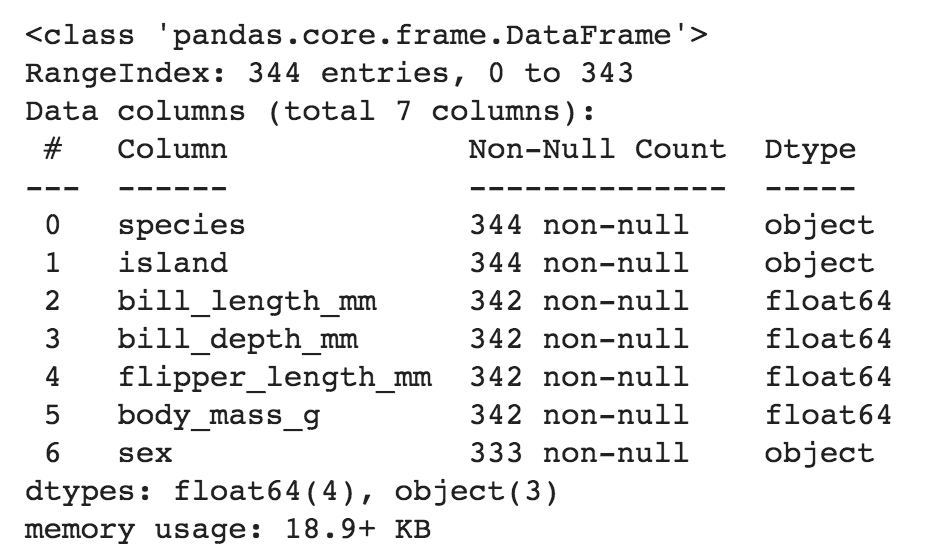 <class 'pandas.core.frame.DataFrame'>
RangeIndex: 344 entries, 0 to 343
Data columns (total 7 columns):
 #   Column             Non-Null Count  Dtype
---  ------             --------------  -----
 0   species            344 non-null    object
 1   island             344 non-null    object
 2   bill_length_mm     342 non-null    float64
 3   bill_depth_mm      342 non-null    float64
 4   flipper_length_mm  342 non-null    float64
 5   body_mass_g        342 non-null    float64
 6   sex                333 non-null    object
dtypes: float64(4), object(3)
memory usage: 18.9+ KB